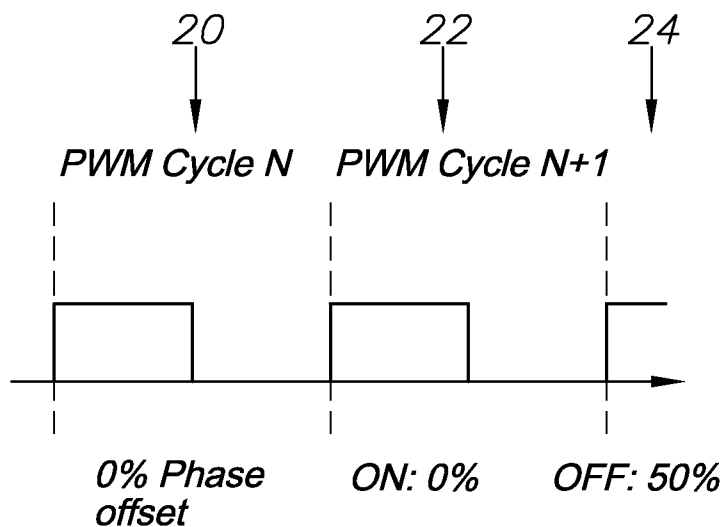 20 22 24
PWM Cycle N PWM Cycle N+1
0% Phase offset
ON: 0% OFF: 50%